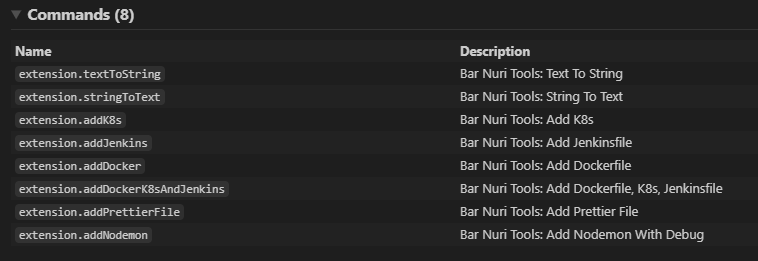 Commands (8)
Name Description
extension.textToString Bar Nuri Tools: Text To String
extension.stringToText Bar Nuri Tools: String To Text
extension.addK8s Bar Nuri Tools: Add K8s
extension.addJenkins Bar Nuri Tools: Add Jenkinsfile
extension.addDocker Bar Nuri Tools: Add Dockerfile
extension.addDockerK8sAndJenkins Bar Nuri Tools: Add Dockerfile, K8s, Jenkinsfile
extension.addPrettierFile Bar Nuri Tools: Add Prettier File
extension.addNodemon Bar Nuri Tools: Add Nodemon With Debug